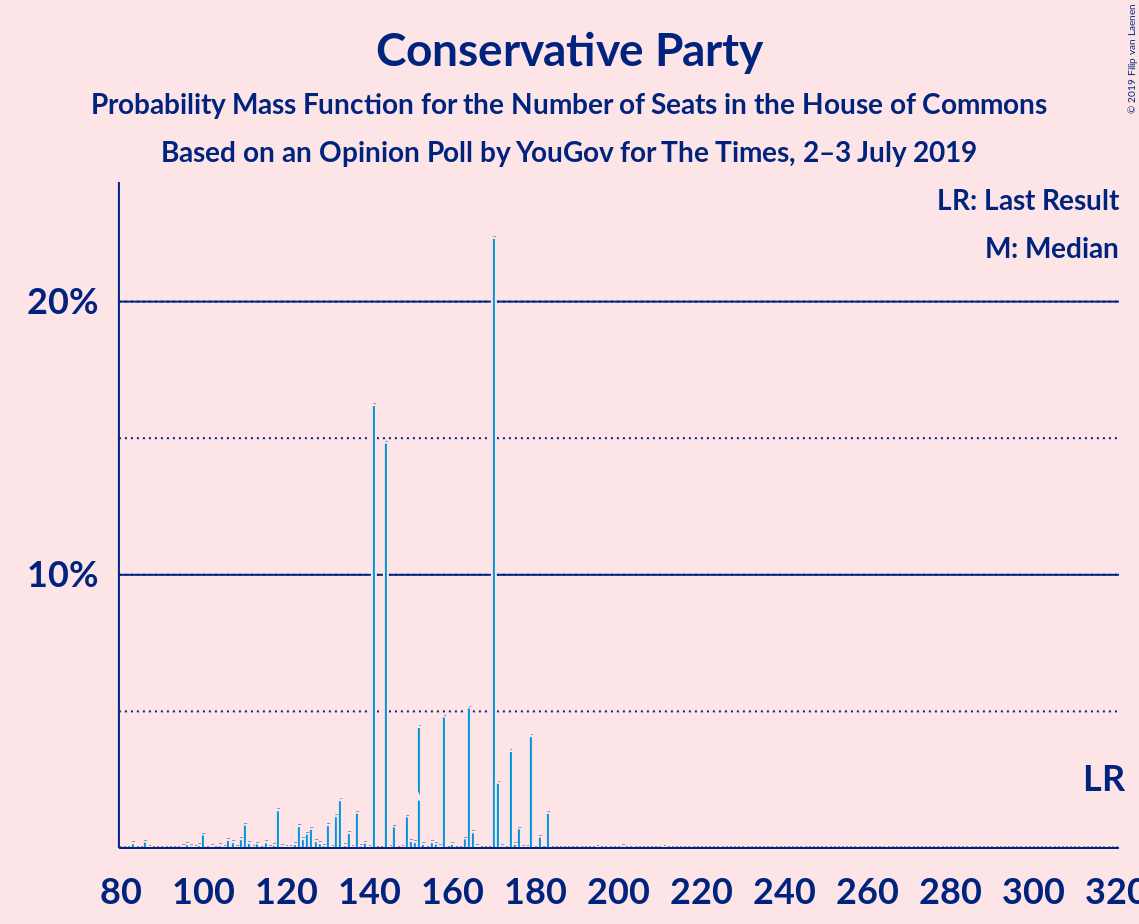 Conservative Party
Probability Mass Function for the Number of Seats in the House of Commons
Based on an Opinion Poll by YouGov for The Times, 2–3 July 2019
© 2019 Filip van Laenen
LR: Last Result
M: Median
20%
10%
LR
80 100 120 140 160 180 200 220 240 260 280 300 320